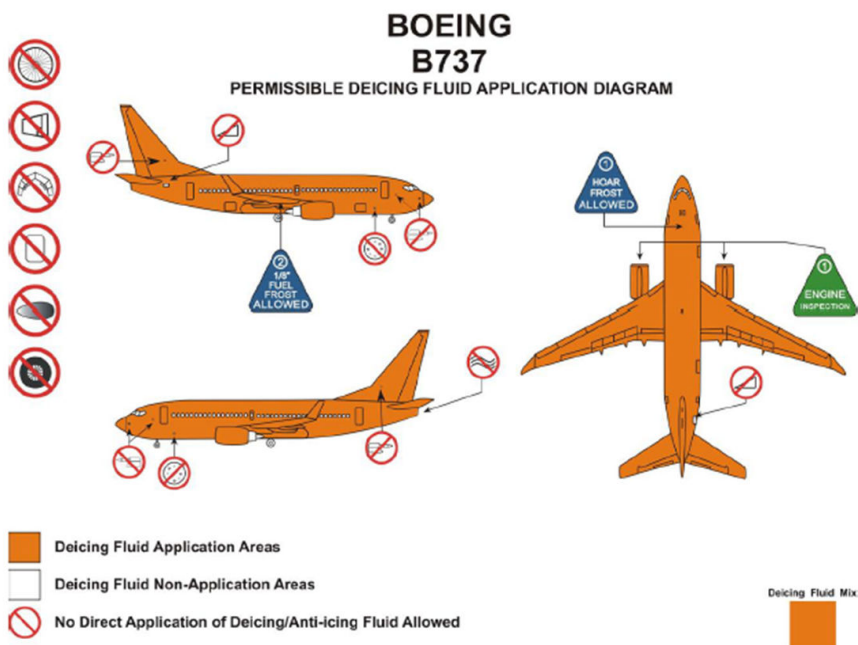 BOEING
B737
PERMISSIBLE DEICING FLUID APPLICATION DIAGRAM
1
HOAR
FROST
ALLOWED
2
1/8"
FUEL
FROST
ALLOWED
1
ENGINE
INSPECTION
Deicing Fluid Application Areas
Deicing Fluid Non-Application Areas
No Direct Application of Deicing/Anti-icing Fluid Allowed
Deicing Fluid Mix